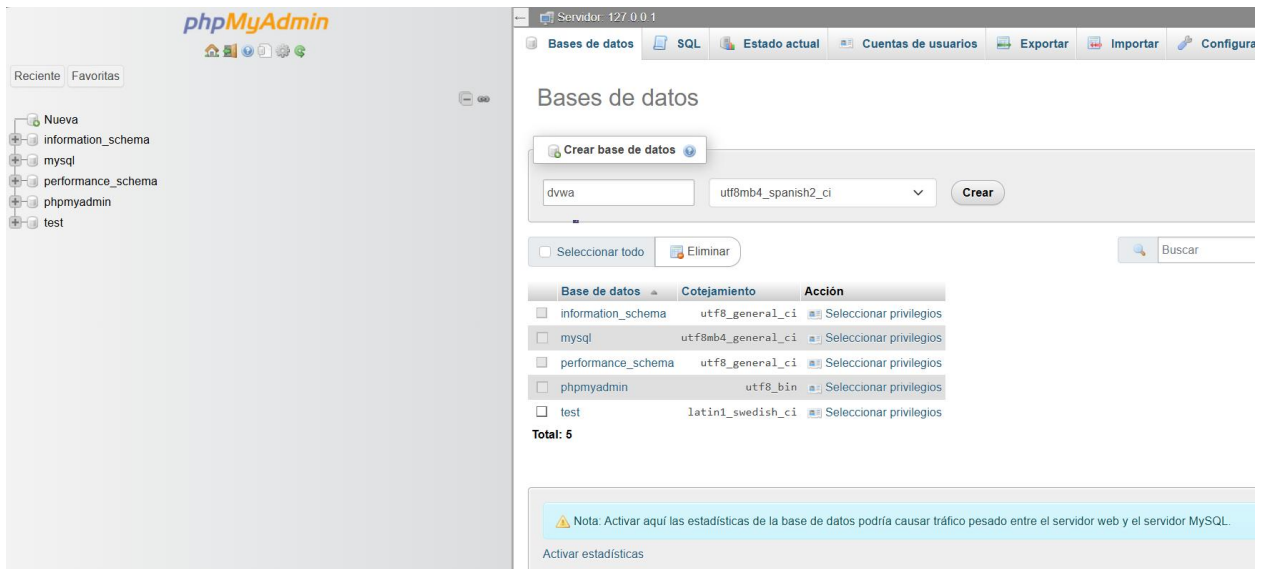 phpMyAdmin
Reciente Favoritas
Nueva
information_schema
mysql
performance_schema
phpmyadmin
test
Servidor: 127.0.0.1
Bases de datos SQL Estado actual Cuentas de usuarios Exportar Importar Configura
Bases de datos
Crear base de datos
dvwa utf8mb4_spanish2_ci Crear
Seleccionar todo Eliminar Buscar
Base de datos Cotejamiento Acción
information_schema utf8_general_ci Seleccionar privilegios
mysql utf8mb4_general_ci Seleccionar privilegios
performance_schema utf8_general_ci Seleccionar privilegios
phpmyadmin utf8_bin Seleccionar privilegios
test latin1_swedish_ci Seleccionar privilegios
Total: 5
Nota: Activar aquí las estadísticas de la base de datos podría causar tráfico pesado entre el servidor web y el servidor MySQL.
Activar estadísticas